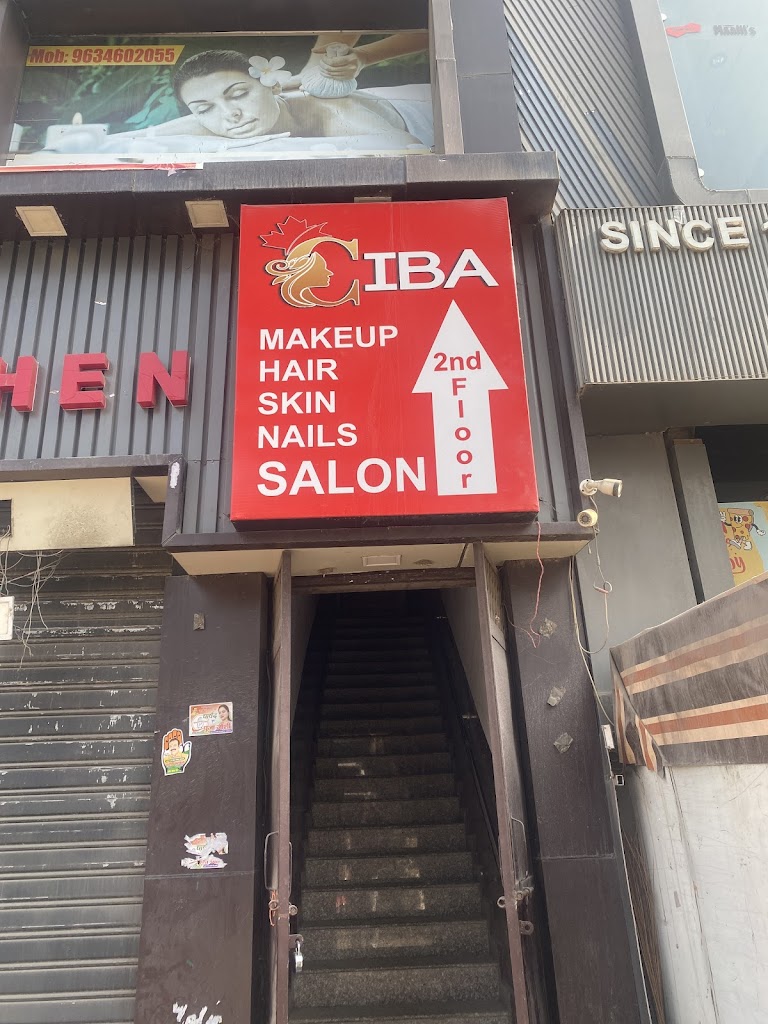 Mob: 9634602055
SINCE
CIBA
MAKEUP
HAIR
SKIN
NAILS
SALON
2nd
Floor
HEN